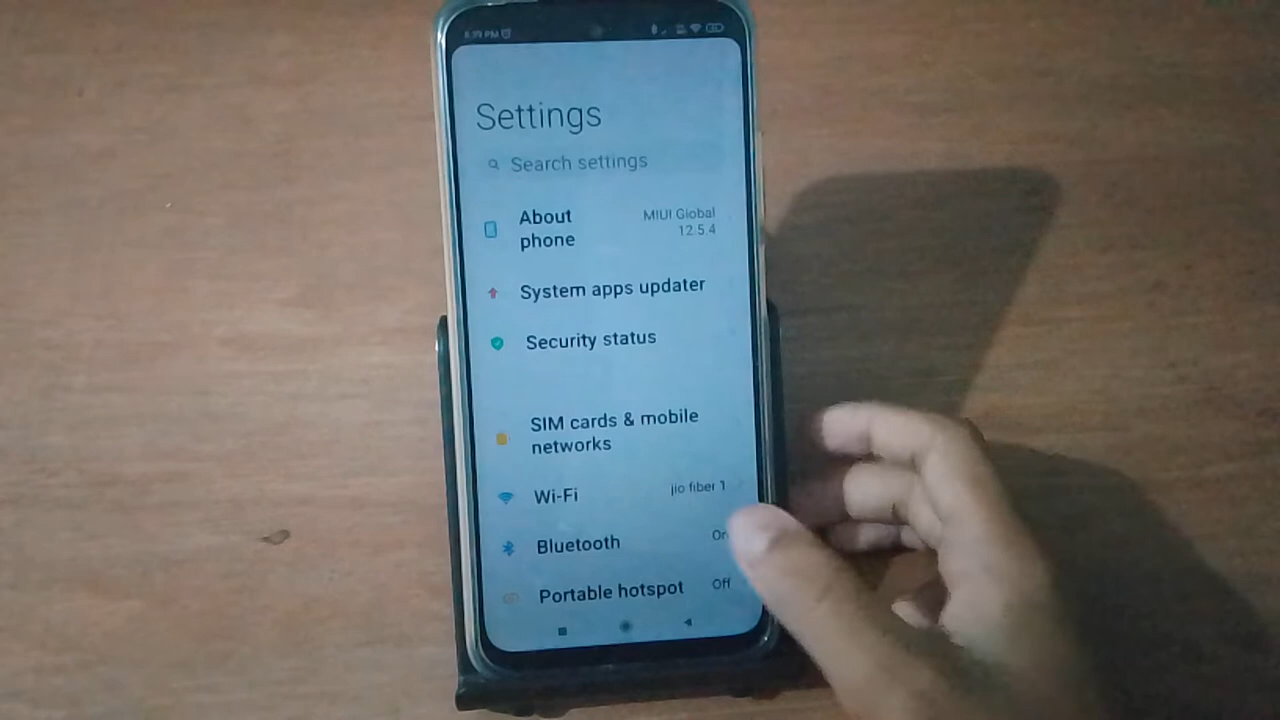 Settings
Search settings
About
phone
MIUI Global
12.5.4
System apps updater
Security status
SIM cards & mobile
networks
Wi-Fi
jio fiber 1
Bluetooth
On
Portable hotspot
Off